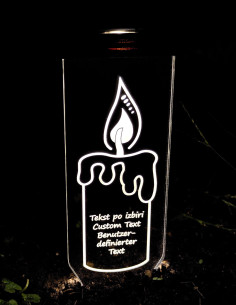 Tekst po izbiri
Custom Text
Benutzer-
definierter
Text